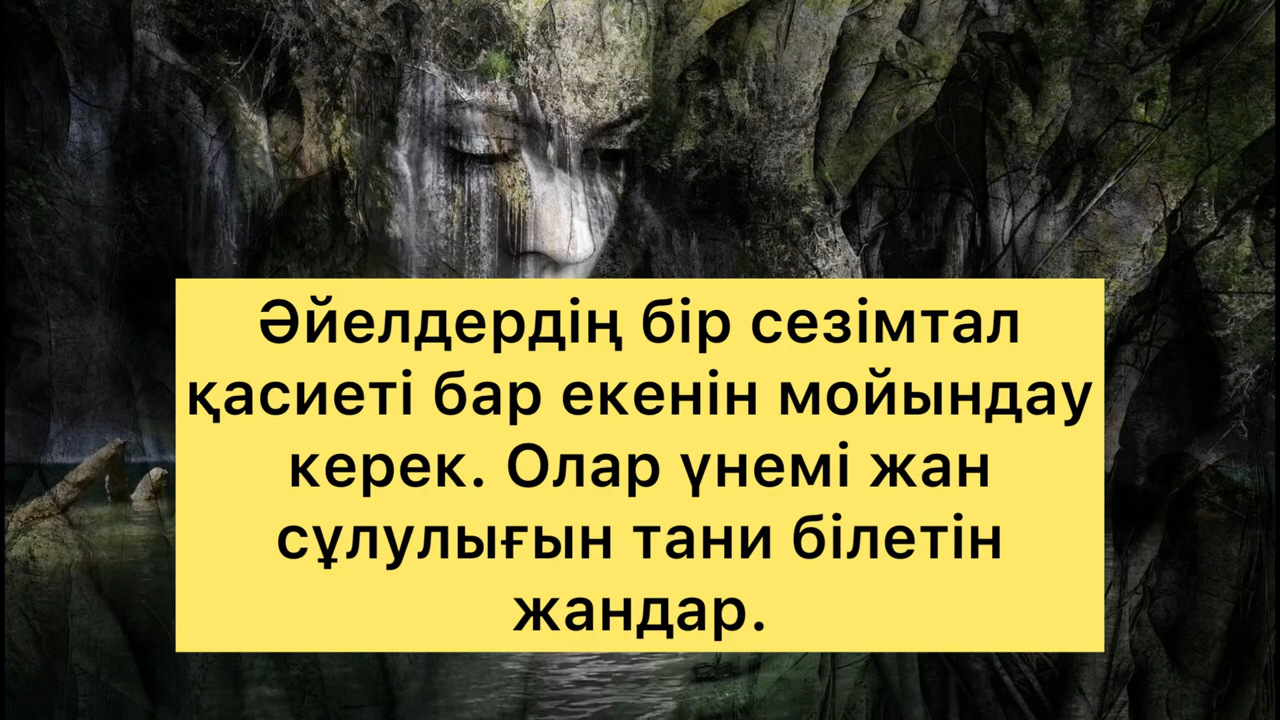 Әйелдердің бір сезімтал
қасиеті бар екенін мойындау
керек. Олар үнемі жан
сұлулығын тани білетін
жандар.